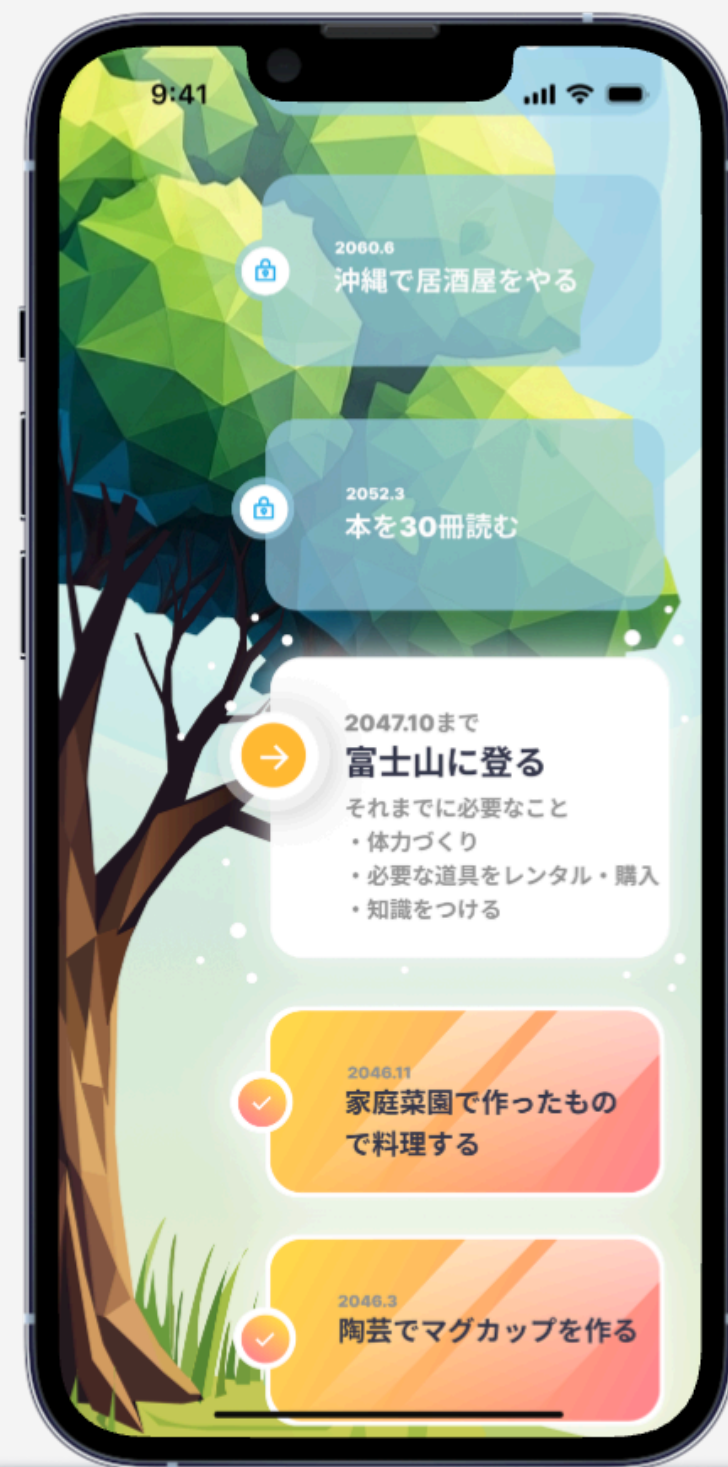 9:41
2060.6
沖縄で居酒屋をやる
2052.3
本を30冊読む
2047.10まで
富士山に登る
それまでに必要なこと
・体力づくり
・必要な道具をレンタル・購入
・知識をつける
2046.11
家庭菜園で作ったもの
で料理する
2046.3
陶芸でマグカップを作る